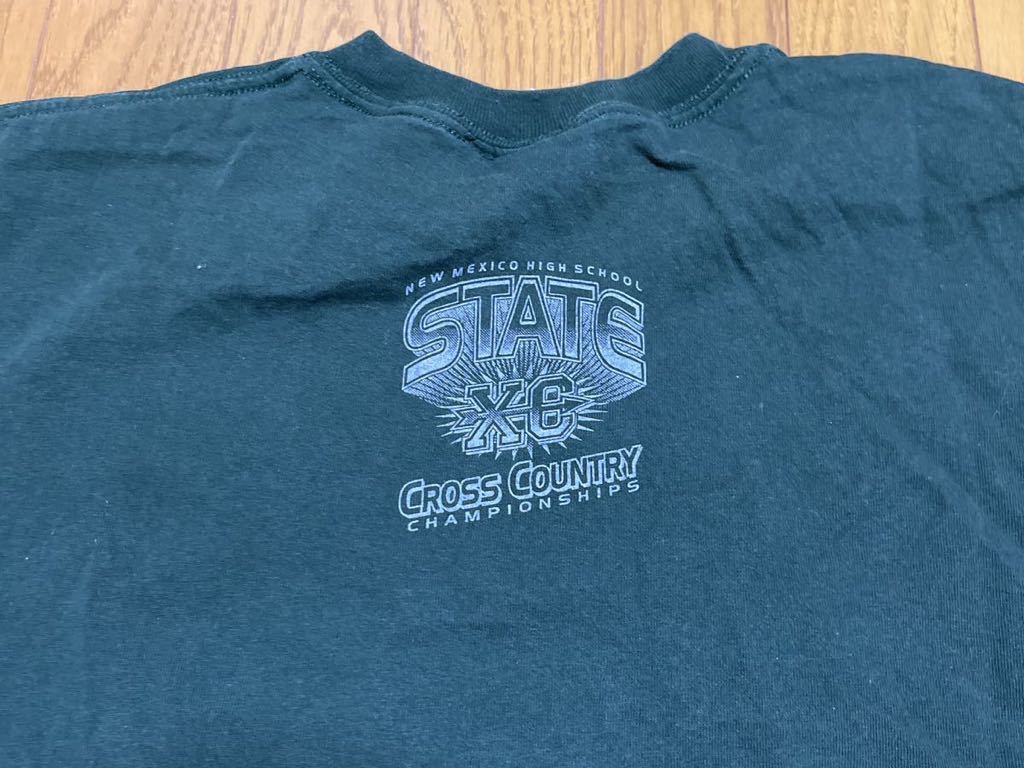 NEW MEXICO HIGH SCHOOL
STATE
XC
CROSS COUNTRY
CHAMPIONSHIPS